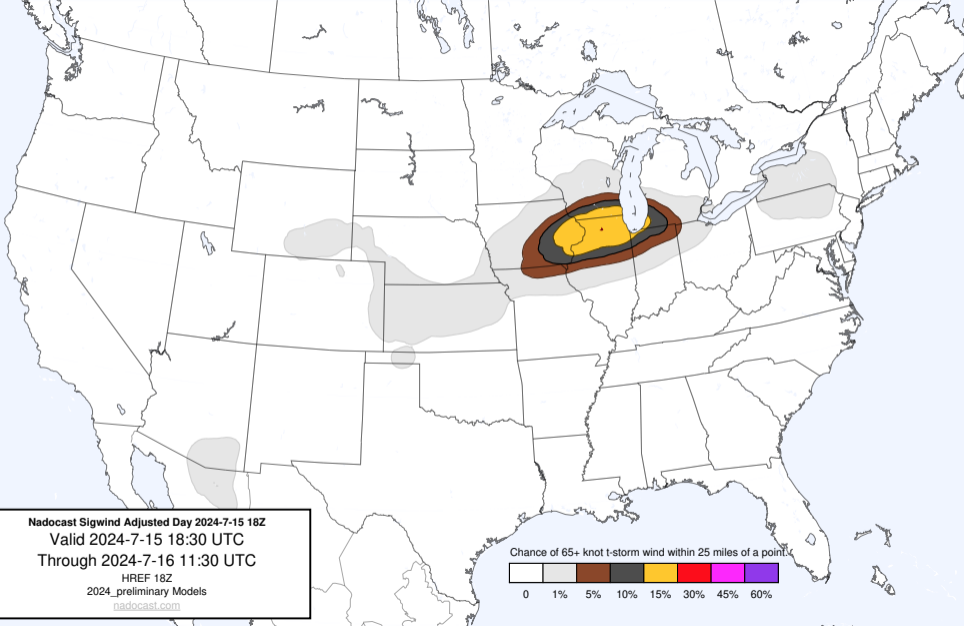 Nadocast Sigwind Adjusted Day 2024-7-15 18Z
Valid 2024-7-15 18:30 UTC
Through 2024-7-16 11:30 UTC
HREF 18Z
2024_preliminary Models
nadocast.com
Chance of 65+ knot t-storm wind within 25 miles of a point.
0 1% 5% 10% 15% 30% 45% 60%